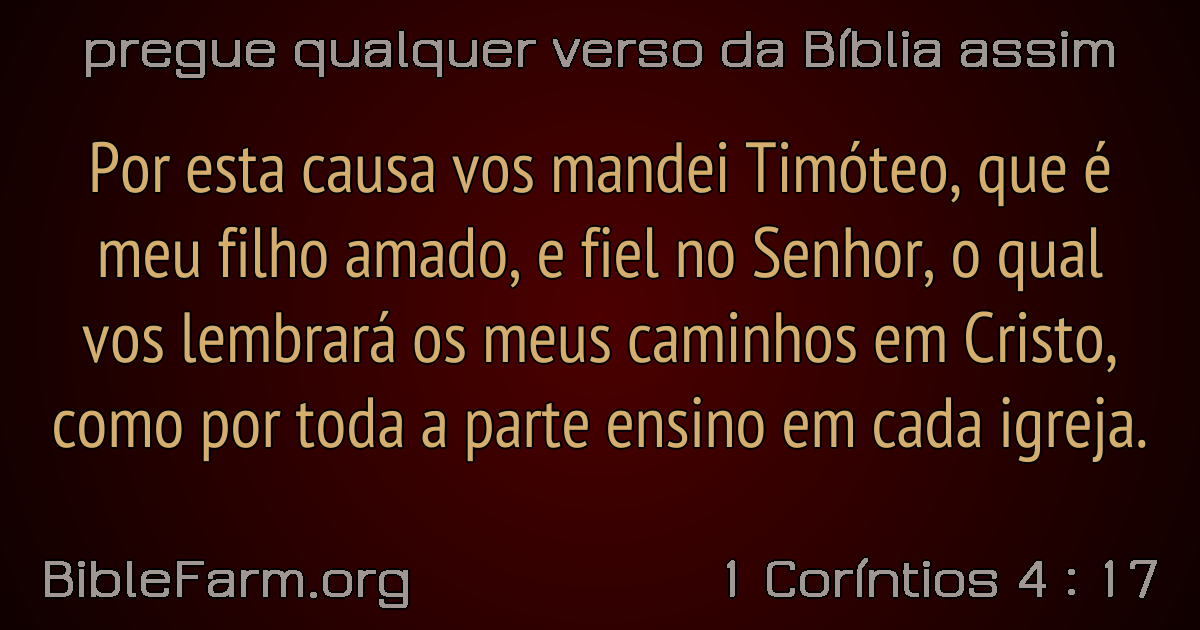 pregue qualquer verso da Bíblia assim
Por esta causa vos mandei Timóteo, que é
meu filho amado, e fiel no Senhor, o qual
vos lembrará os meus caminhos em Cristo,
como por toda a parte ensino em cada igreja.
BibleFarm.org
1 Coríntios 4 : 17